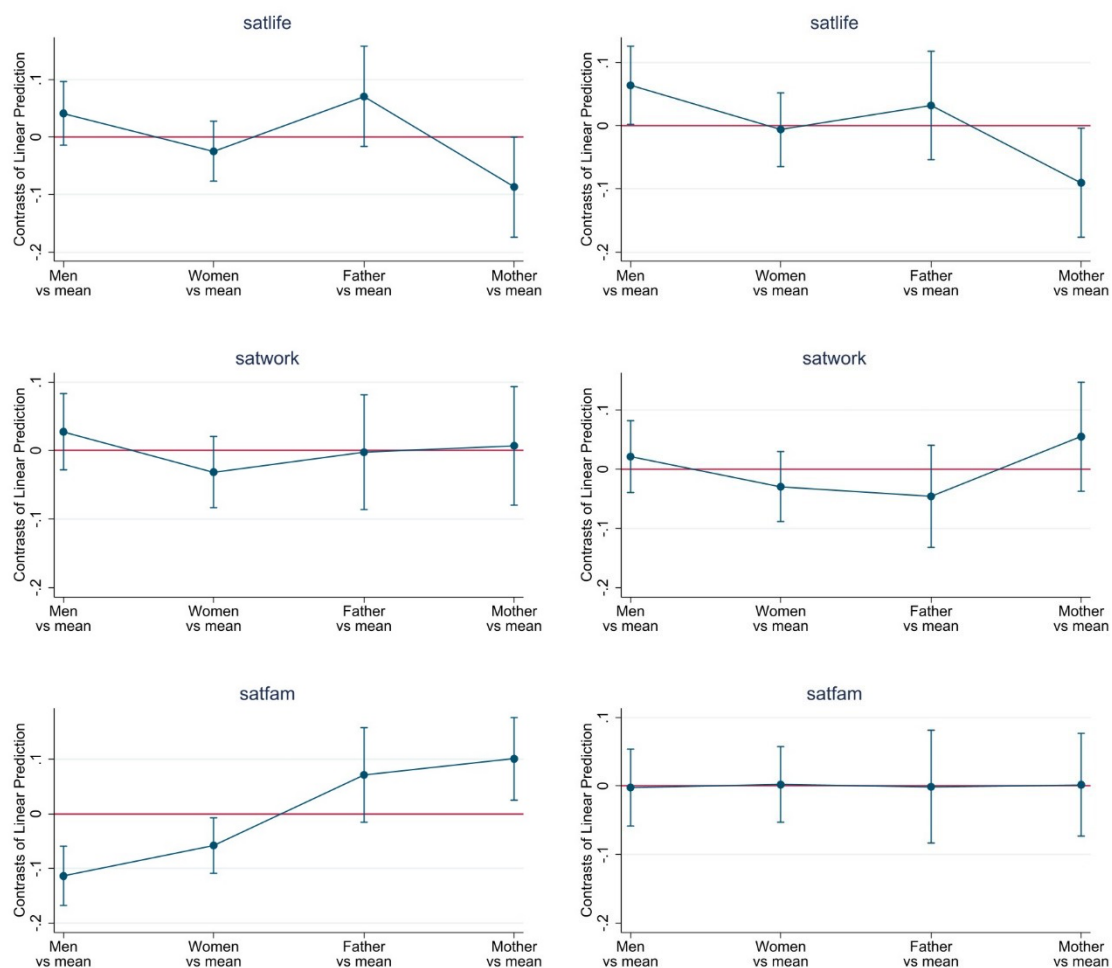 satlife
Contrasts of Linear Prediction
.1
0
-.1
-.2
Men
vs mean
Women
vs mean
Father
vs mean
Mother
vs mean
satlife
Contrasts of Linear Prediction
.1
0
-.1
-.2
Men
vs mean
Women
vs mean
Father
vs mean
Mother
vs mean
satwork
Contrasts of Linear Prediction
.1
0
-.1
-.2
Men
vs mean
Women
vs mean
Father
vs mean
Mother
vs mean
satwork
Contrasts of Linear Prediction
.1
0
-.1
-.2
Men
vs mean
Women
vs mean
Father
vs mean
Mother
vs mean
satfam
Contrasts of Linear Prediction
.1
0
-.1
-.2
Men
vs mean
Women
vs mean
Father
vs mean
Mother
vs mean
satfam
Contrasts of Linear Prediction
.1
0
-.1
-.2
Men
vs mean
Women
vs mean
Father
vs mean
Mother
vs mean